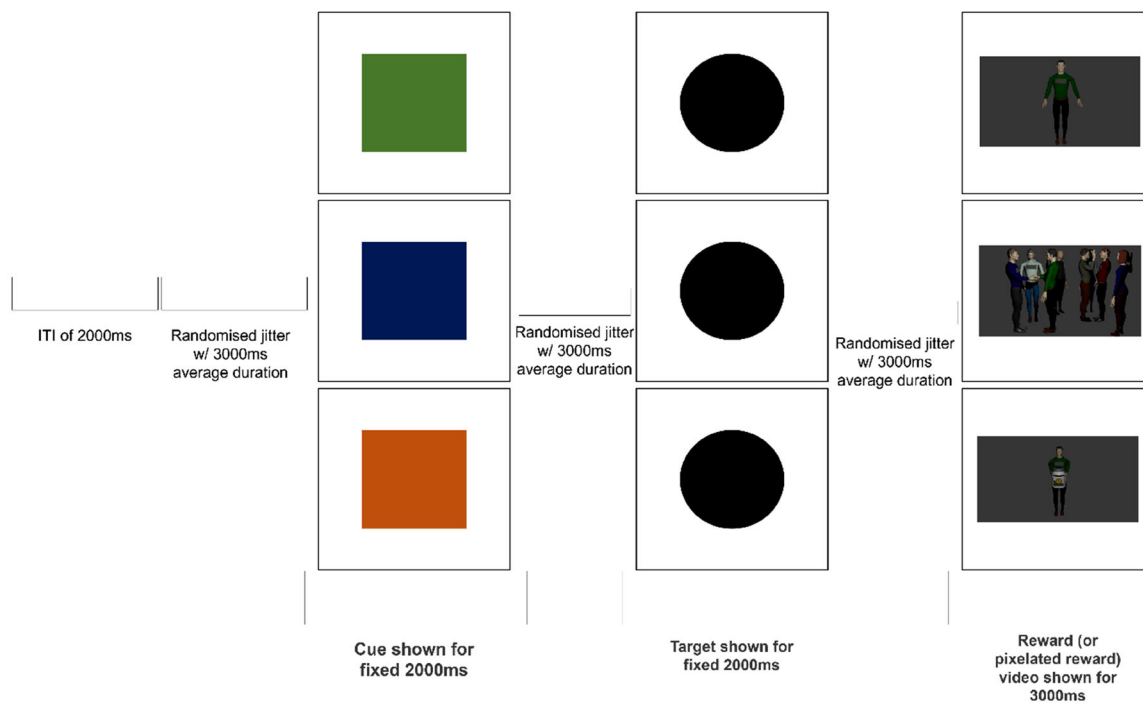 ITI of 2000ms
Randomised jitter
w/ 3000ms
average duration
Randomised jitter
w/ 3000ms
average duration
Randomised jitter
w/ 3000ms
average duration
Cue shown for
fixed 2000ms
Target shown for
fixed 2000ms
Reward (or
pixelated reward)
video shown for
3000ms